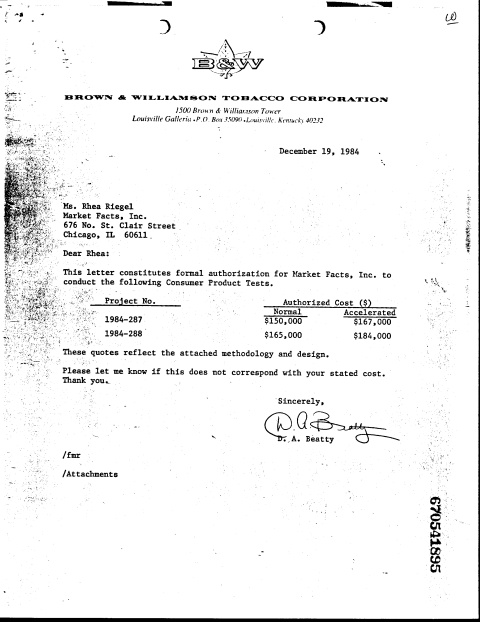 B&W
BROWN & WILLIAMSON TOBACCO CORPORATION
1500 Brown & Williamson Tower
Louisville Galleria • P.O. Box 35090 • Louisville, Kentucky 40232
December 19, 1984
Ms. Rhea Riegel
Market Facts, Inc.
676 No. St. Clair Street
Chicago, IL 60611
Dear Rhea:
This letter constitutes formal authorization for Market Facts, Inc. to
conduct the following Consumer Product Tests.
Project No. Authorized Cost ($)
Normal Accelerated
1984-287 $150,000 $167,000
1984-288 $165,000 $184,000
These quotes reflect the attached methodology and design.
Please let me know if this does not correspond with your stated cost.
Thank you.
Sincerely,
D. A. Beatty
D. A. Beatty
/fmr
/Attachments
670541895